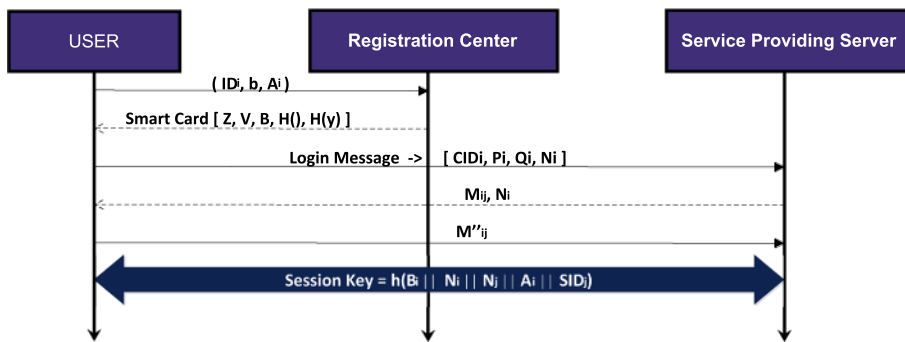 USER
Registration Center
Service Providing Server
( IDi, b, Ai )
Smart Card [ Z, V, B, H(), H(y) ]
Login Message -> [ CIDi, Pi, Qi, Ni ]
Mij, Ni
M’’ij
Session Key = h(Bi || Ni || Nj || Ai || SIDj)